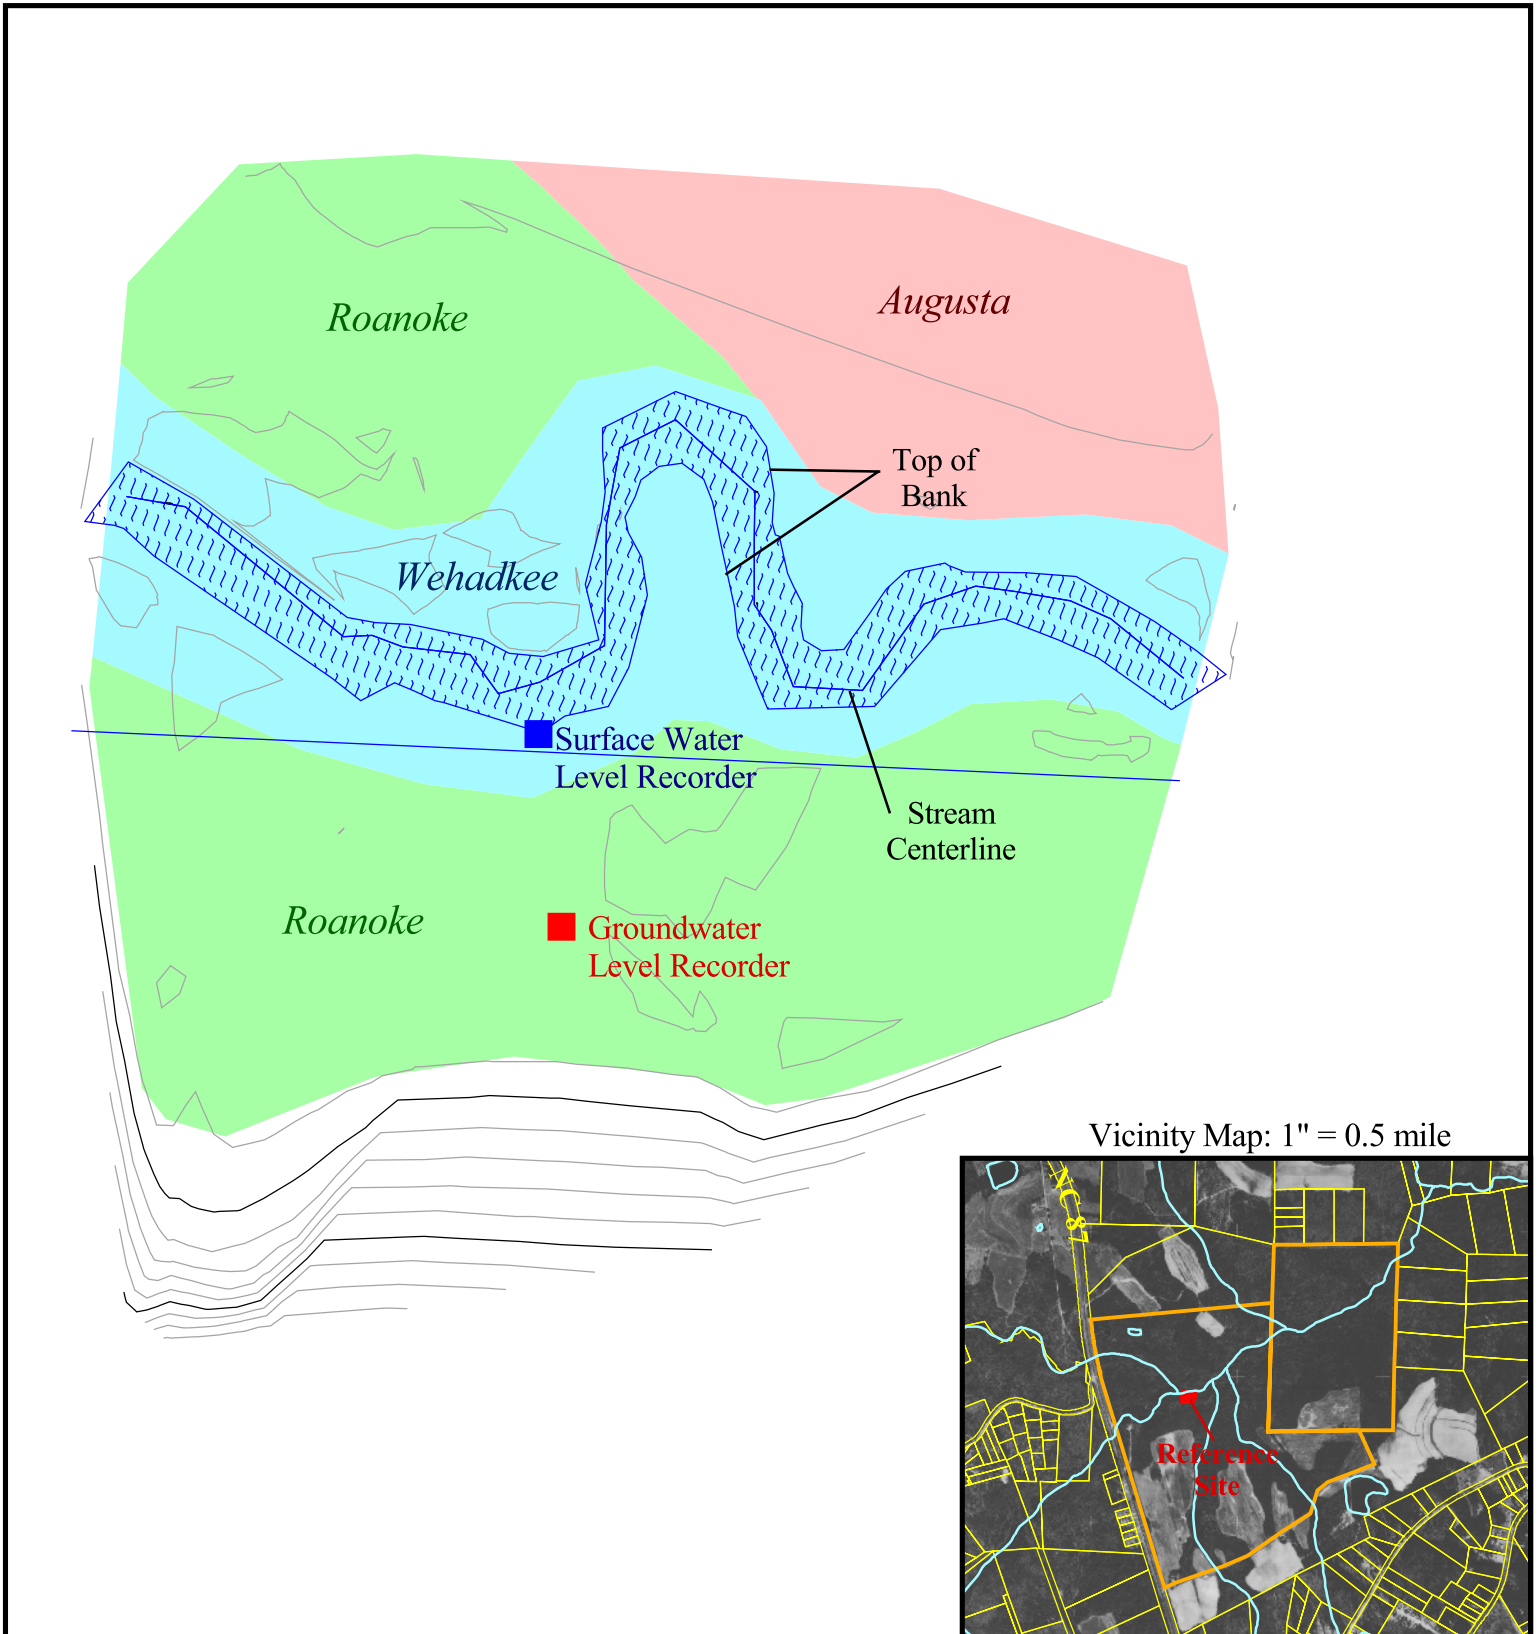 Roanoke
Augusta
Top of
Bank
Wehadkee
Surface Water
Level Recorder
Stream
Centerline
Roanoke
Groundwater
Level Recorder
Vicinity Map: 1" = 0.5 mile
NC 87
Reference
Site